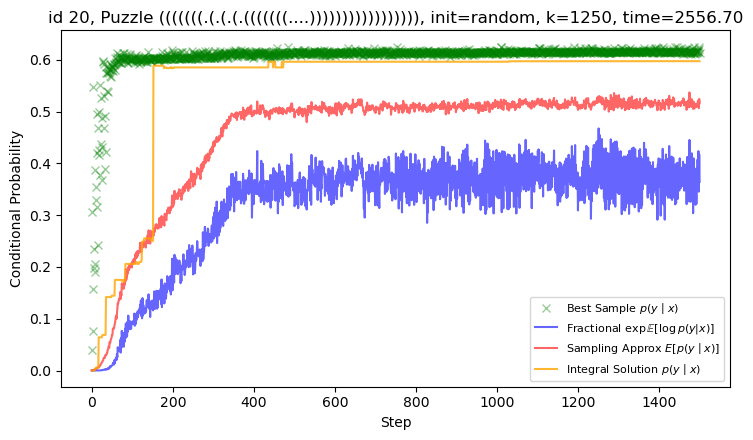 id 20, Puzzle (((((((.(.(.(.(((((((....))))))))))))))))), init=random, k=1250, time=2556.70
0.6
0.5
0.4
0.3
0.2
0.1
0.0
Conditional Probability
Best Sample p(y | x)
Fractional exp𝔼[log p(y|x)]
Sampling Approx E[p(y | x)]
Integral Solution p(y | x)
0 200 400 600 800 1000 1200 1400
Step